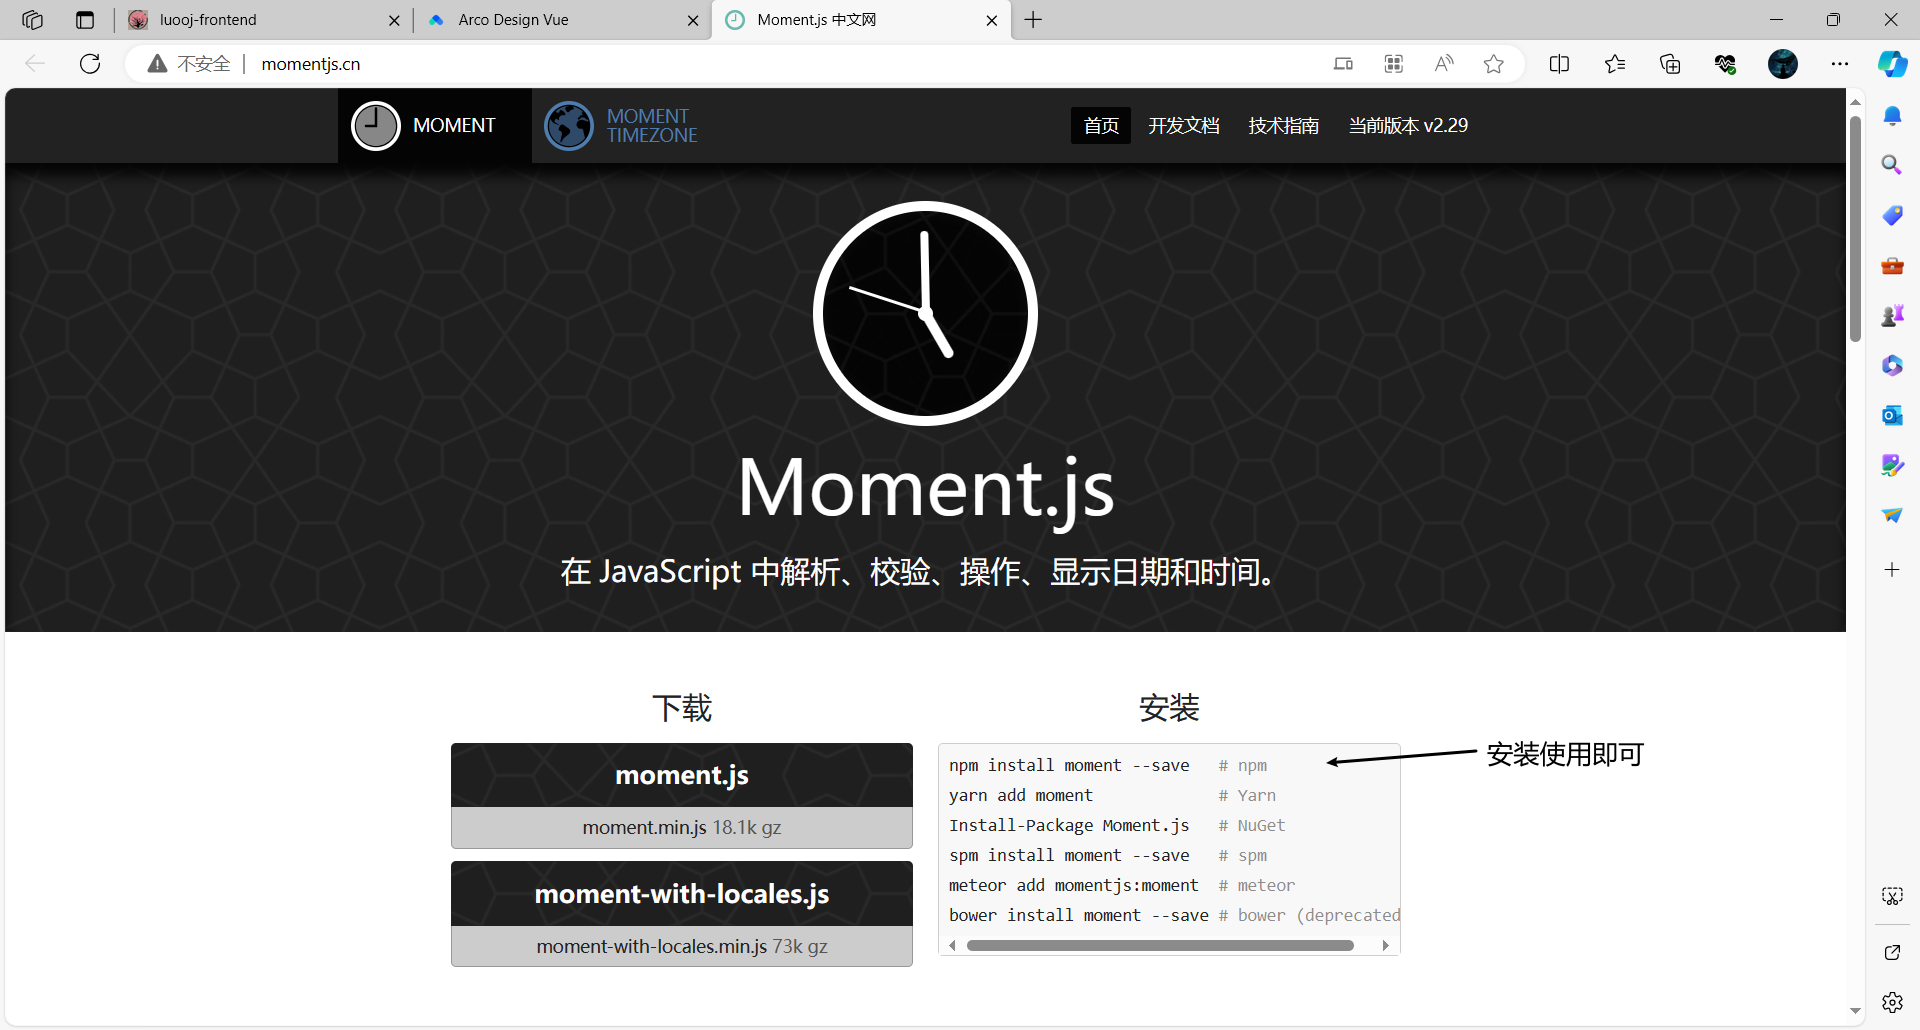 luooj-frontend
Arco Design Vue
Moment.js 中文网
不安全
momentjs.cn
MOMENT
MOMENT
TIMEZONE
首页
开发文档
技术指南
当前版本 v2.29
Moment.js
在 JavaScript 中解析、校验、操作、显示日期和时间。
下载
moment.js
moment.min.js 18.1k gz
moment-with-locales.js
moment-with-locales.min.js 73k gz
安装
npm install moment --save # npm
yarn add moment # Yarn
Install-Package Moment.js # NuGet
spm install moment --save # spm
meteor add momentjs:moment # meteor
bower install moment --save # bower (deprecated
安装使用即可